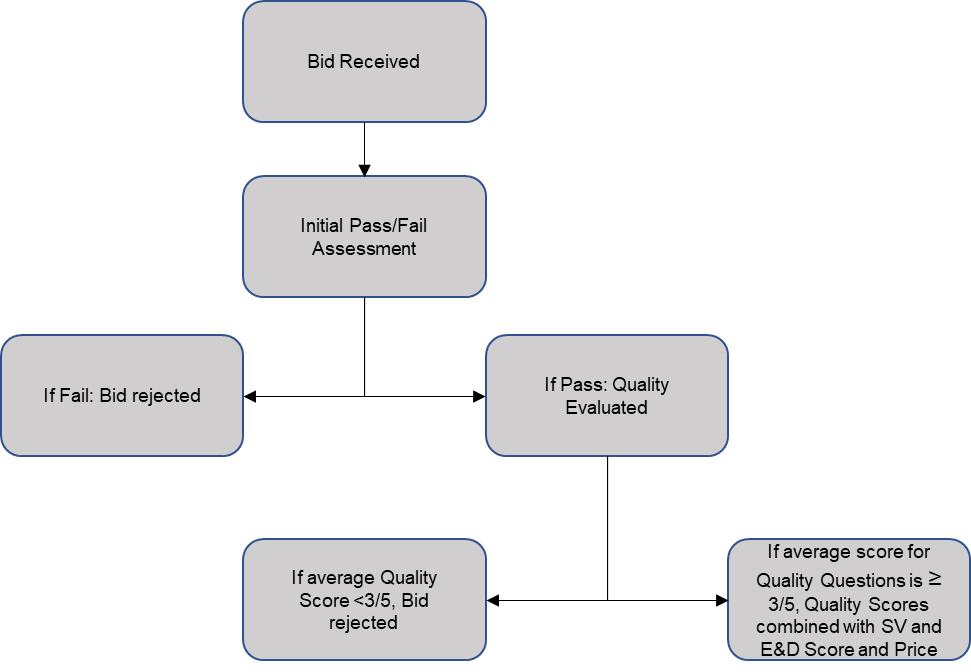 Bid Received
Initial Pass/Fail
Assessment
If Fail: Bid rejected
If Pass: Quality
Evaluated
If average Quality
Score <3/5, Bid
rejected
If average score for
Quality Questions is ≥
3/5, Quality Scores
combined with SV and
E&D Score and Price